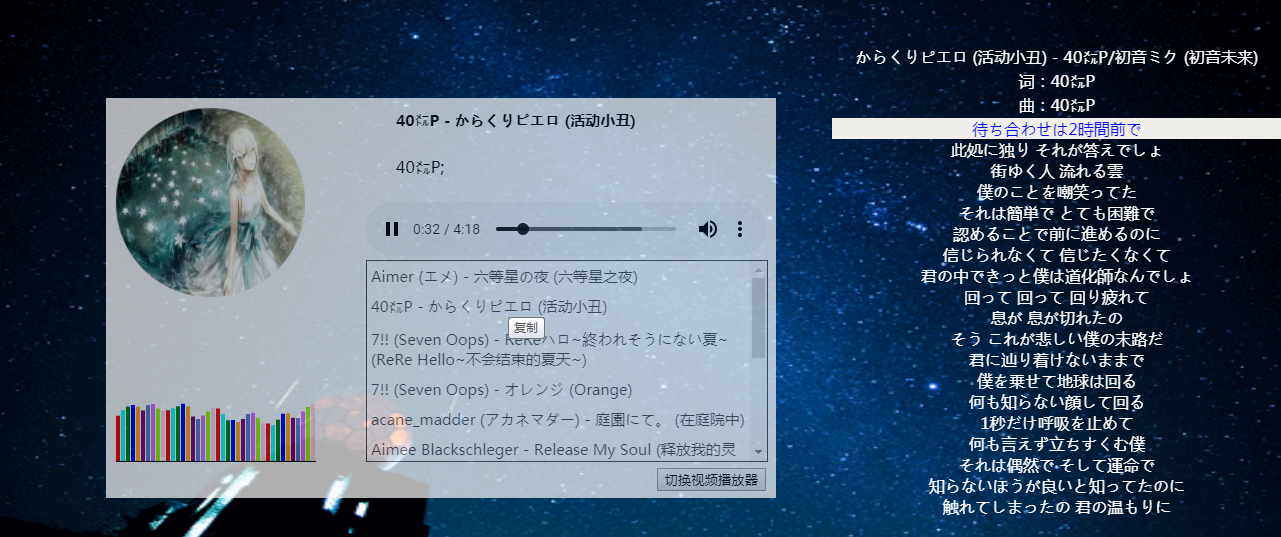 40㍍P - からくりピエロ (活动小丑)
40㍍P;
0:32 / 4:18
Aimer (エメ) - 六等星の夜 (六等星之夜)
40㍍P - からくりピエロ (活动小丑)
复制
7!! (Seven Oops) - ReReハロ~終われそうにない夏~
(ReRe Hello~不会结束的夏天~)
7!! (Seven Oops) - オレンジ (Orange)
acane_madder (アカネマダー) - 庭園にて。 (在庭院中)
Aimee Blackschleger - Release My Soul (释放我的灵
切换视频播放器
からくりピエロ (活动小丑) - 40㍍P/初音ミク (初音未来)
词：40㍍P
曲：40㍍P
待ち合わせは2時間前で
此処に独り それが答えでしょ
街ゆく人 流れる雲
僕のことを嘲笑ってた
それは簡単で とても困難で
認めることで前に進めるのに
信じられなくて 信じたくなくて
君の中できっと僕は道化師なんでしょ
回って 回って 回り疲れて
息が 息が切れたの
そう これが悲しい僕の末路だ
君に辿り着けないままで
僕を乗せて地球は回る
何も知らない顔して回る
1秒だけ呼吸を止めて
何も言えず立ちすくむ僕
それは偶然で そして運命で
知らないほうが良いと知ってたのに
触れてしまったの 君の温もりに